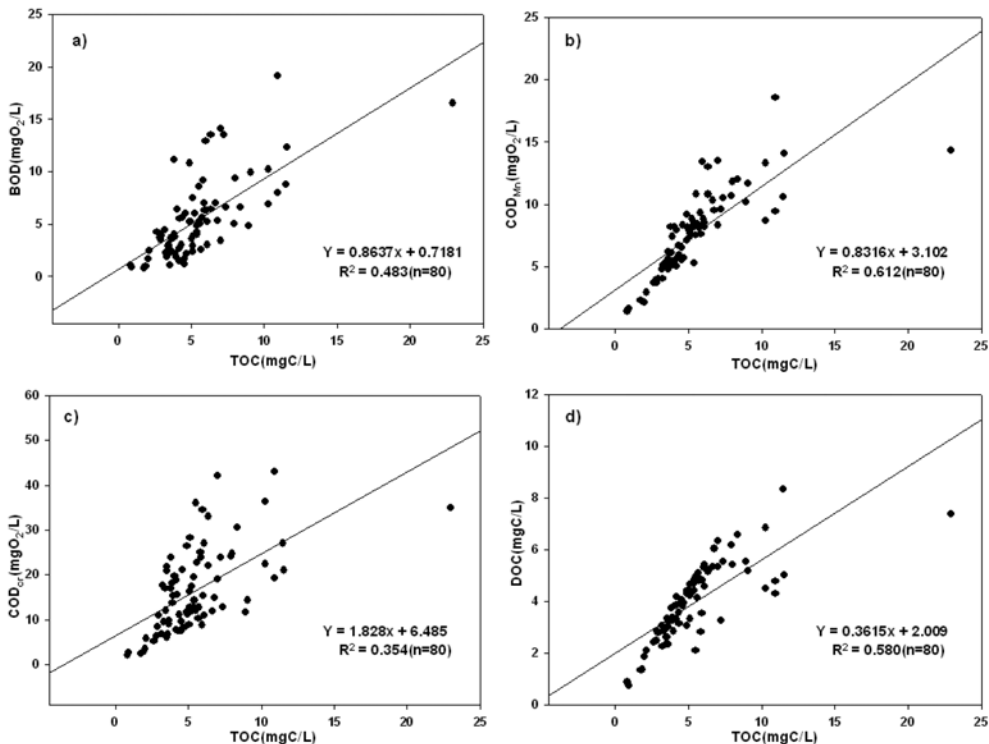 a)
25
20
15
10
5
0
BOD(mgO₂/L)
Y = 0.8637x + 0.7181
R² = 0.483(n=80)
0 5 10 15 20 25
TOC(mgC/L)
b)
25
20
15
10
5
0
COD_Mn(mgO₂/L)
Y = 0.8316x + 3.102
R² = 0.612(n=80)
0 5 10 15 20 25
TOC(mgC/L)
c)
60
50
40
30
20
10
0
COD_cr(mgO₂/L)
Y = 1.828x + 6.485
R² = 0.354(n=80)
0 5 10 15 20 25
TOC(mgC/L)
d)
12
10
8
6
4
2
0
DOC(mgC/L)
Y = 0.3615x + 2.009
R² = 0.580(n=80)
0 5 10 15 20 25
TOC(mgC/L)